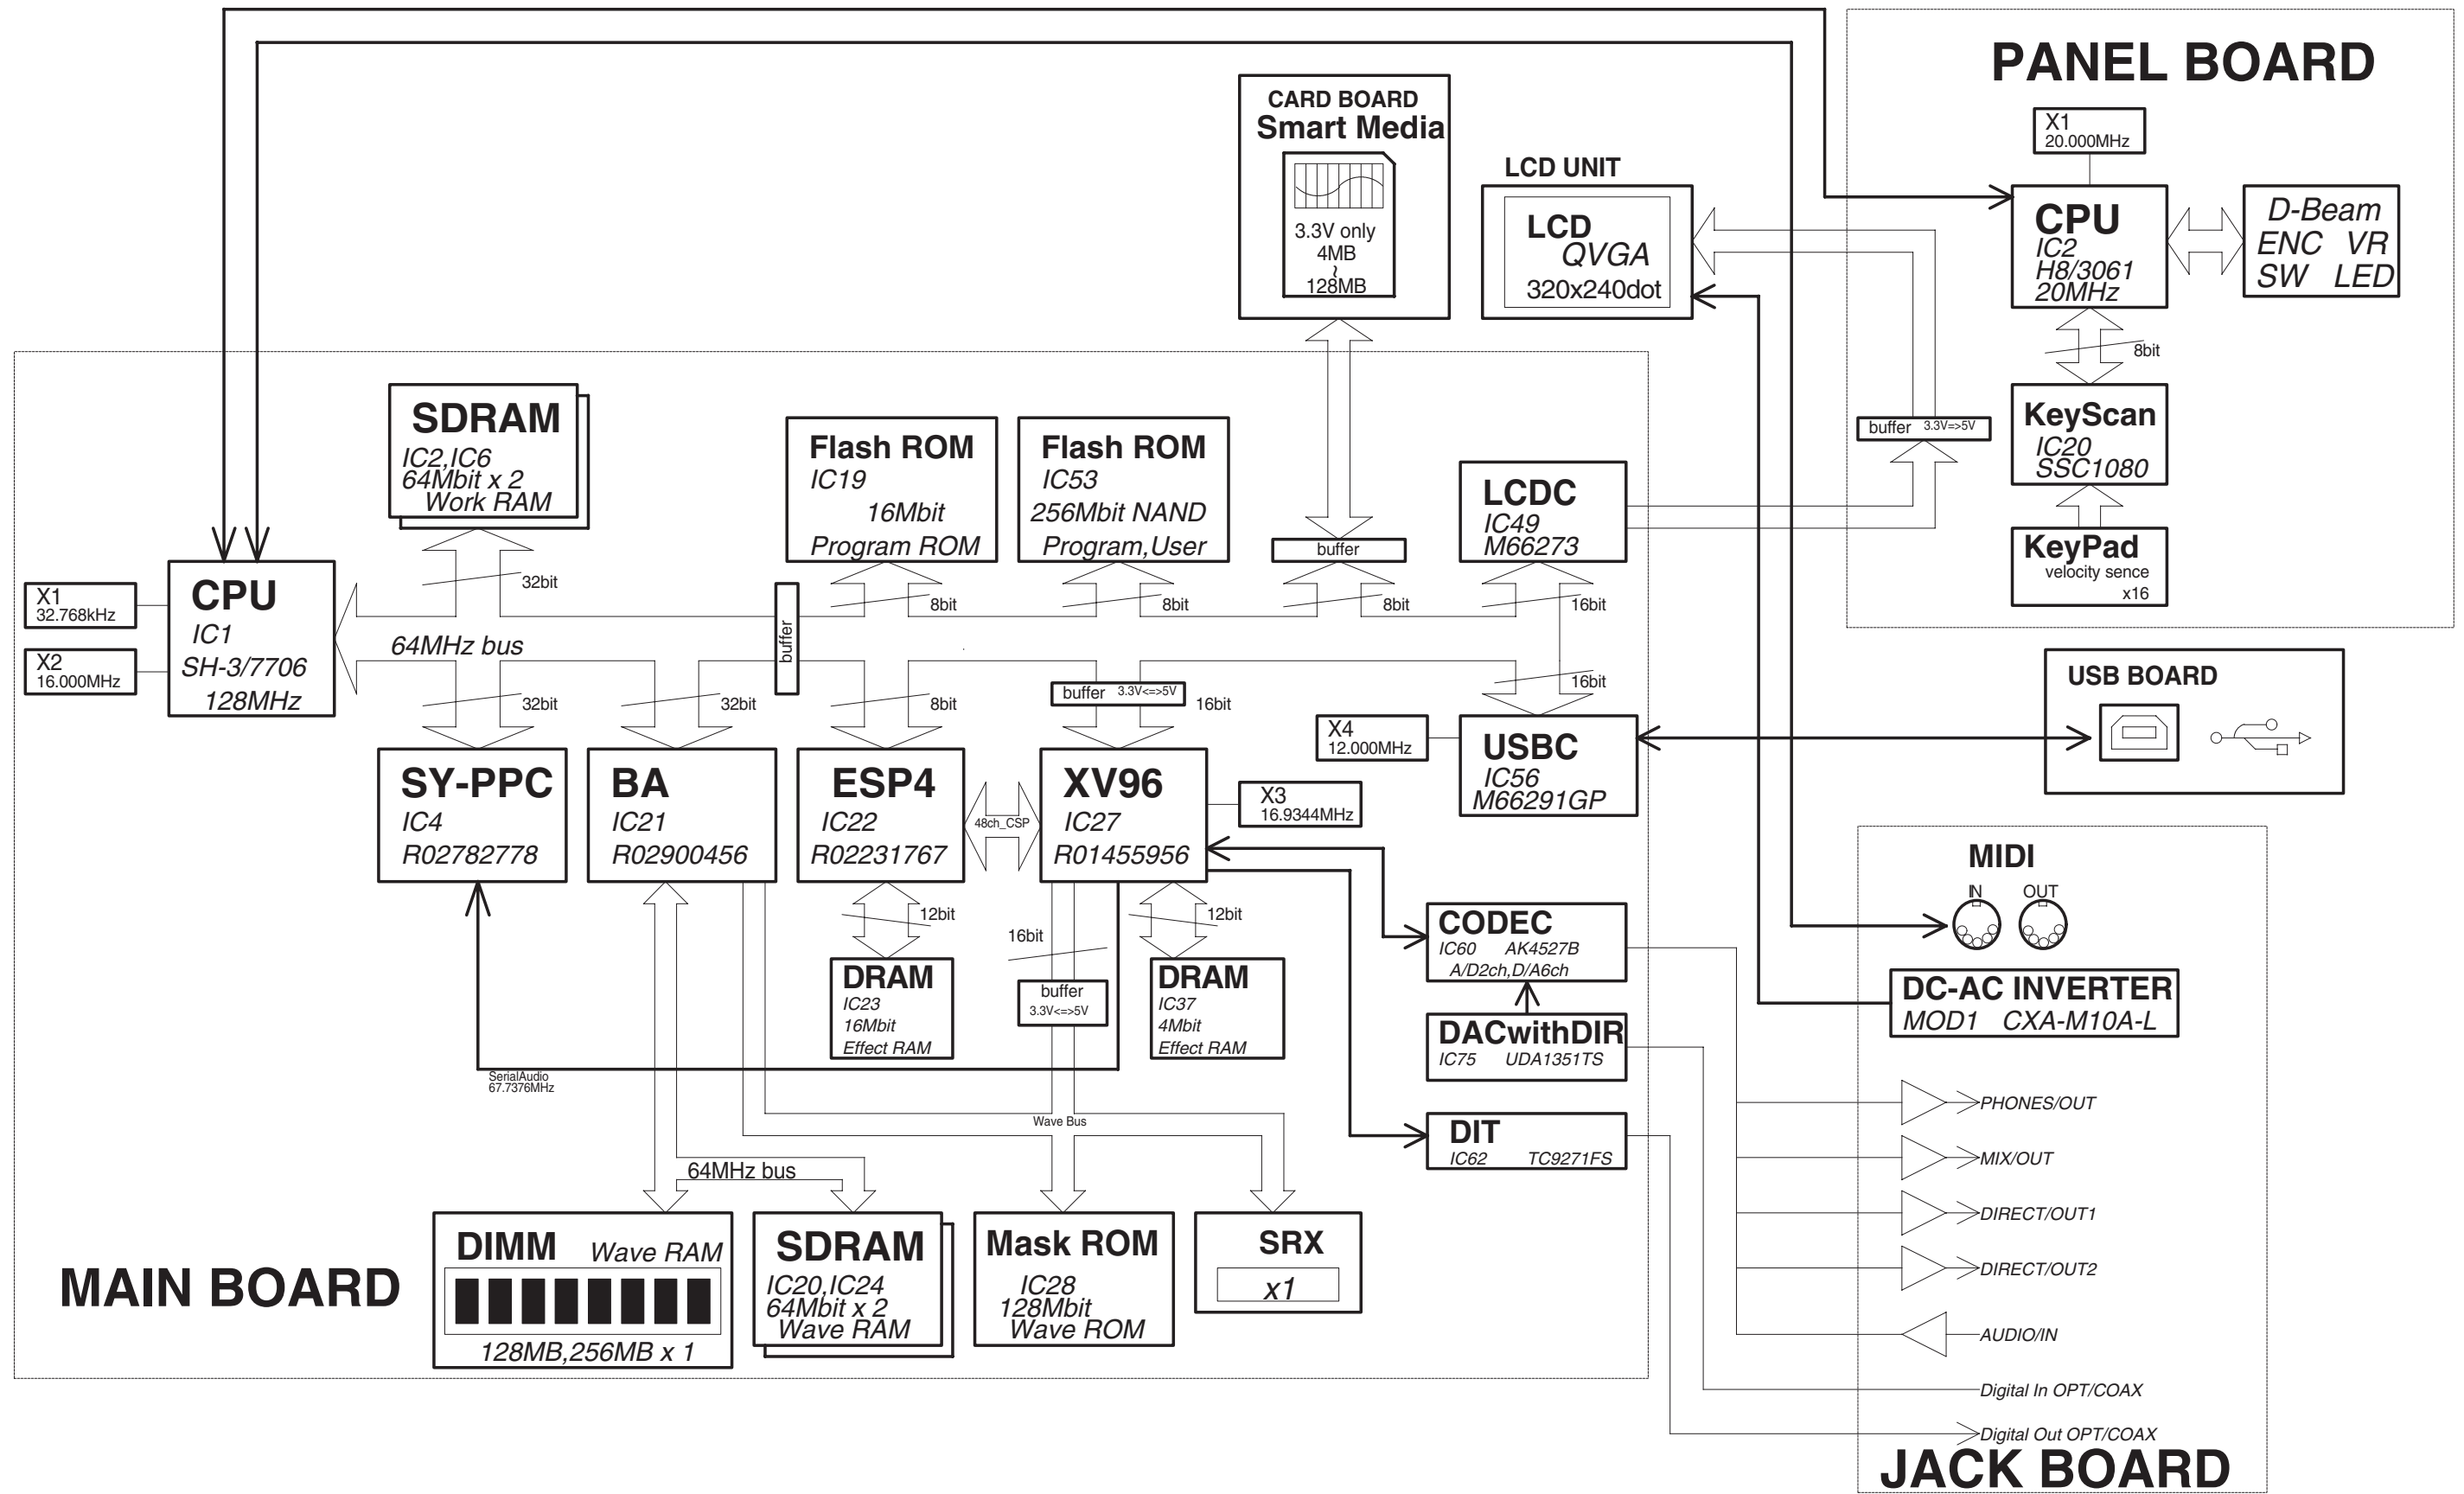 PANEL BOARD
X1
20.000MHz
CPU
IC2
H8/3061
20MHz
D-Beam
ENC VR
SW LED
8bit
KeyScan
IC20
SSC1080
KeyPad
velocity sence
x16
CARD BOARD
Smart Media
3.3V only
4MB
~
128MB
LCD UNIT
LCD
QVGA
320x240dot
buffer 3.3V=>5V
SDRAM
IC2,IC6
64Mbit x 2
Work RAM
Flash ROM
IC19
16Mbit
Program ROM
Flash ROM
IC53
256Mbit NAND
Program,User
buffer
LCDC
IC49
M66273
X1
32.768kHz
X2
16.000MHz
CPU
IC1
SH-3/7706
128MHz
32bit
8bit
8bit
8bit
16bit
64MHz bus
buffer
32bit
32bit
8bit
buffer 3.3V<=>5V
16bit
16bit
SY-PPC
IC4
R02782778
BA
IC21
R02900456
ESP4
IC22
R02231767
48ch_CSP
XV96
IC27
R01455956
X3
16.9344MHz
X4
12.000MHz
USBC
IC56
M66291GP
USB BOARD
12bit
16bit
12bit
DRAM
IC23
16Mbit
Effect RAM
buffer
3.3V<=>5V
DRAM
IC37
4Mbit
Effect RAM
SerialAudio
67.7376MHz
Wave Bus
64MHz bus
CODEC
IC60 AK4527B
A/D2ch,D/A6ch
DACwithDIR
IC75 UDA1351TS
DIT
IC62 TC9271FS
MAIN BOARD
DIMM Wave RAM
128MB,256MB x 1
SDRAM
IC20,IC24
64Mbit x 2
Wave RAM
Mask ROM
IC28
128Mbit
Wave ROM
SRX
x1
MIDI
IN OUT
DC-AC INVERTER
MOD1 CXA-M10A-L
PHONES/OUT
MIX/OUT
DIRECT/OUT1
DIRECT/OUT2
AUDIO/IN
Digital In OPT/COAX
Digital Out OPT/COAX
JACK BOARD